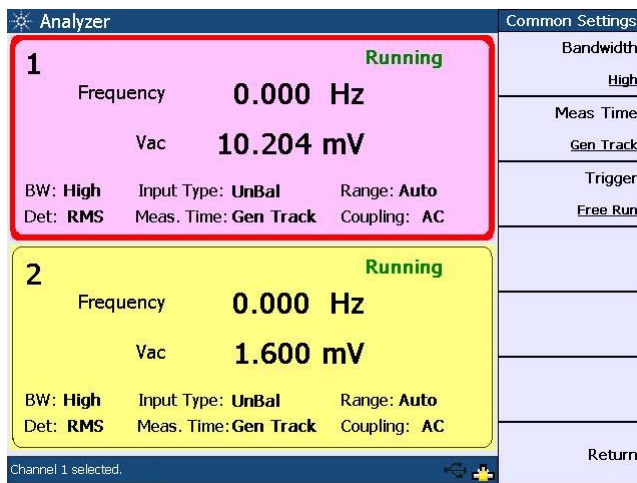 Analyzer
1
Running
Frequency 0.000 Hz
Vac 10.204 mV
BW: High Input Type: UnBal Range: Auto
Det: RMS Meas. Time: Gen Track Coupling: AC
2
Running
Frequency 0.000 Hz
Vac 1.600 mV
BW: High Input Type: UnBal Range: Auto
Det: RMS Meas. Time: Gen Track Coupling: AC
Channel 1 selected.
Common Settings
Bandwidth
High
Meas Time
Gen Track
Trigger
Free Run
Return